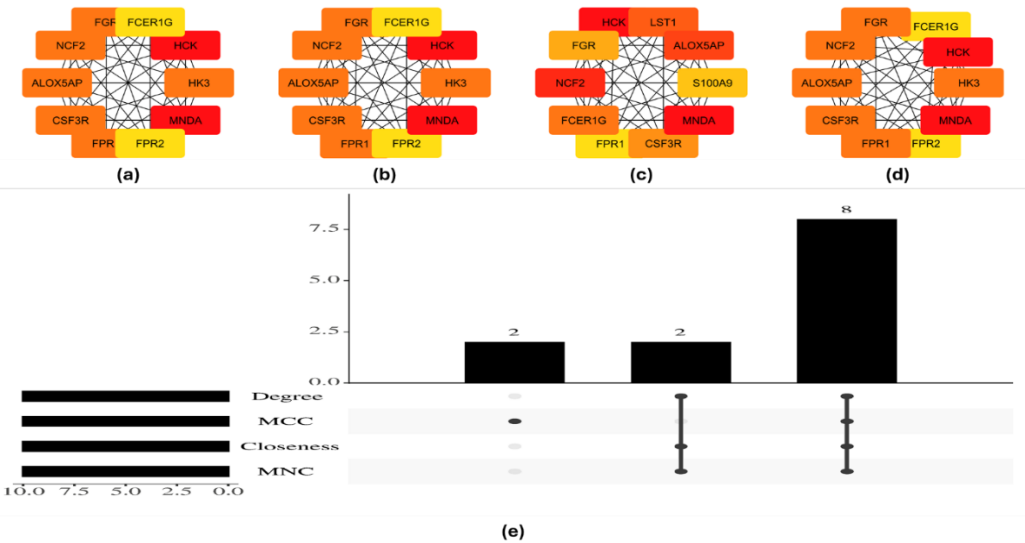 FGR FCER1G
NCF2 HCK
ALOX5AP HK3
CSF3R MNDA
FPR FPR2
(a)
FGR FCER1G
NCF2 HCK
ALOX5AP HK3
CSF3R MNDA
FPR1 FPR2
(b)
HCK LST1
FGR ALOX5AP
NCF2 S100A9
FCER1G MNDA
FPR1 CSF3R
(c)
FGR FCER1G
NCF2 HCK
ALOX5AP HK3
CSF3R MNDA
FPR1 FPR2
(d)
8
7.5
5.0
2.5
2 2
0.0
Degree
MCC
Closeness
MNC
10.0 7.5 5.0 2.5 0.0
(e)